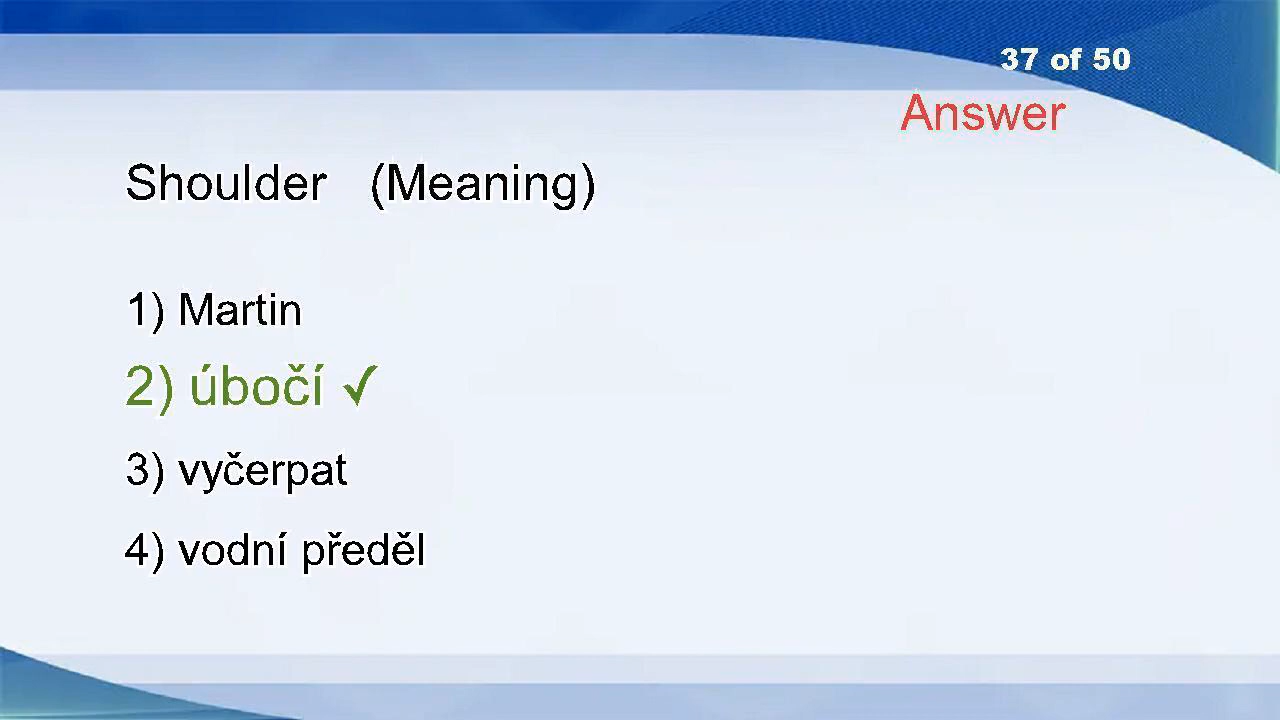 37 of 50
Answer
Shoulder (Meaning)
1) Martin
2) úbočí ✓
3) vyčerpat
4) vodní předěl